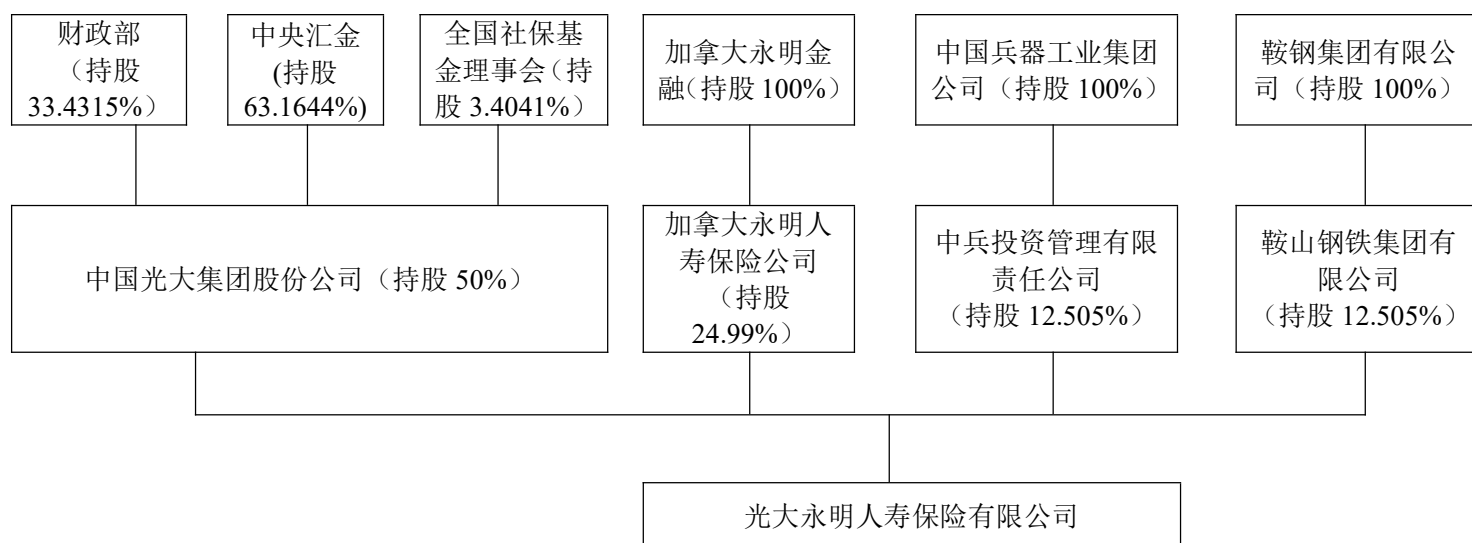 财政部
（持股
33.4315%）
中央汇金
(持股
63.1644%)
全国社保基
金理事会（持
股 3.4041%）
加拿大永明金
融（持股 100%）
中国兵器工业集团
公司（持股 100%）
鞍钢集团有限公
司（持股 100%）
中国光大集团股份公司（持股 50%）
加拿大永明人
寿保险公司
（持股
24.99%）
中兵投资管理有限
责任公司
（持股 12.505%）
鞍山钢铁集团有
限公司
（持股 12.505%）
光大永明人寿保险有限公司